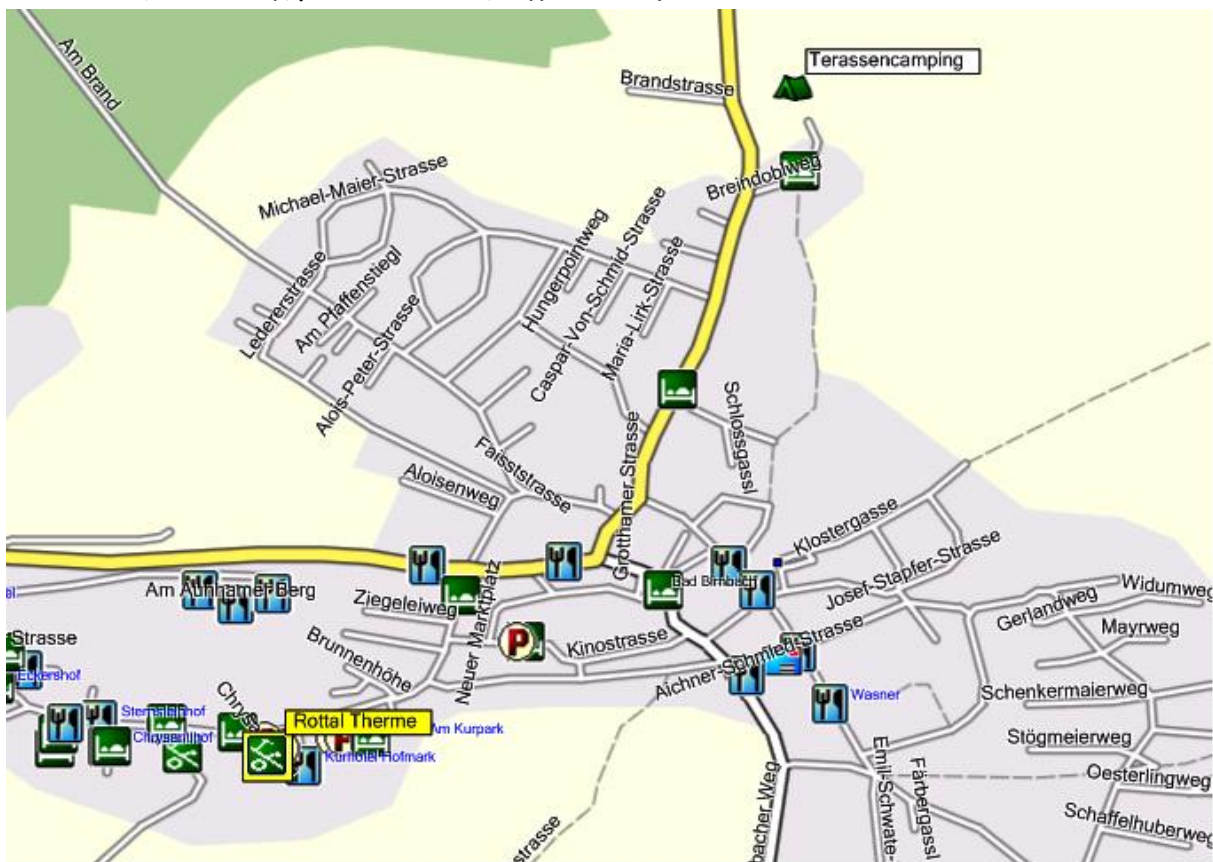 Terassencamping
Am Brand
Brandstrasse
Breindoblweg
Michael-Maier-Strasse
Hungerpointweg
Caspar-Von-Schmid-Strasse
Maria-Lirk-Strasse
Ledererstrasse
Am Pfaffenstiegl
Alois-Peter-Strasse
Schlossgassl
Faisststrasse
Grotthamer Strasse
Aloisenweg
Klostergasse
Bad Birnbach
Josef-Stapfer-Strasse
Widumweg
Am Aunhamer Berg
Ziegeleiweg
Neuer Marktplatz
Gerlandweg
Mayrweg
Strasse
Brunnenhöhe
P
Kinostrasse
Aichner-Schmied-Strasse
Eckershof
Schenkermaierweg
Wasner
Chrysantihof
Rottal Therme
Am Kurpark
Kurhotel Hofmark
Stögmeierweg
Oesterlingweg
Emil-Schwate-
Färbergassl
Schaffelhuberweg
strasse
bacher Weg